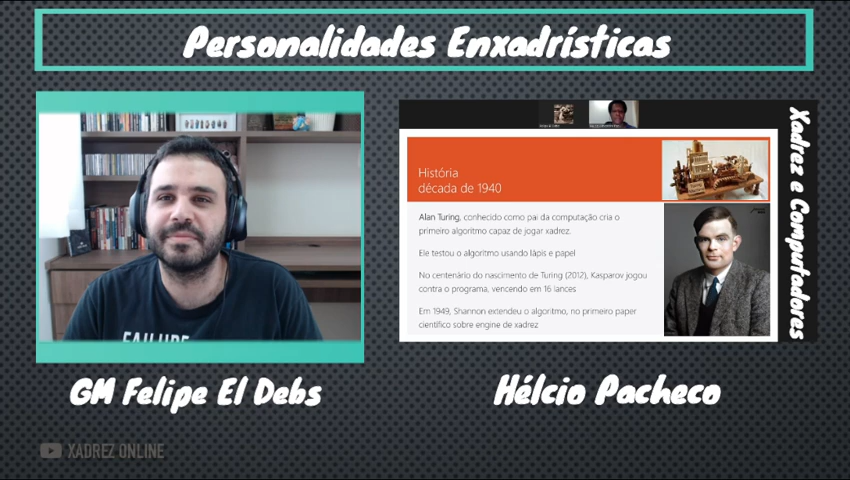 Personalidades Enxadrísticas
História
década de 1940
Alan Turing, conhecido como pai da computação cria o
primeiro algoritmo capaz de jogar xadrez.
Ele testou o algoritmo usando lápis e papel
No centenário do nascimento de Turing (2012), Kasparov jogou
contra o programa, vencendo em 16 lances
Em 1949, Shannon extendeu o algoritmo, no primeiro paper
científico sobre engine de xadrez
Xadrez e Computadores
FAILURE
GM Felipe El Debs
Hélcio Pacheco
XADREZ ONLINE